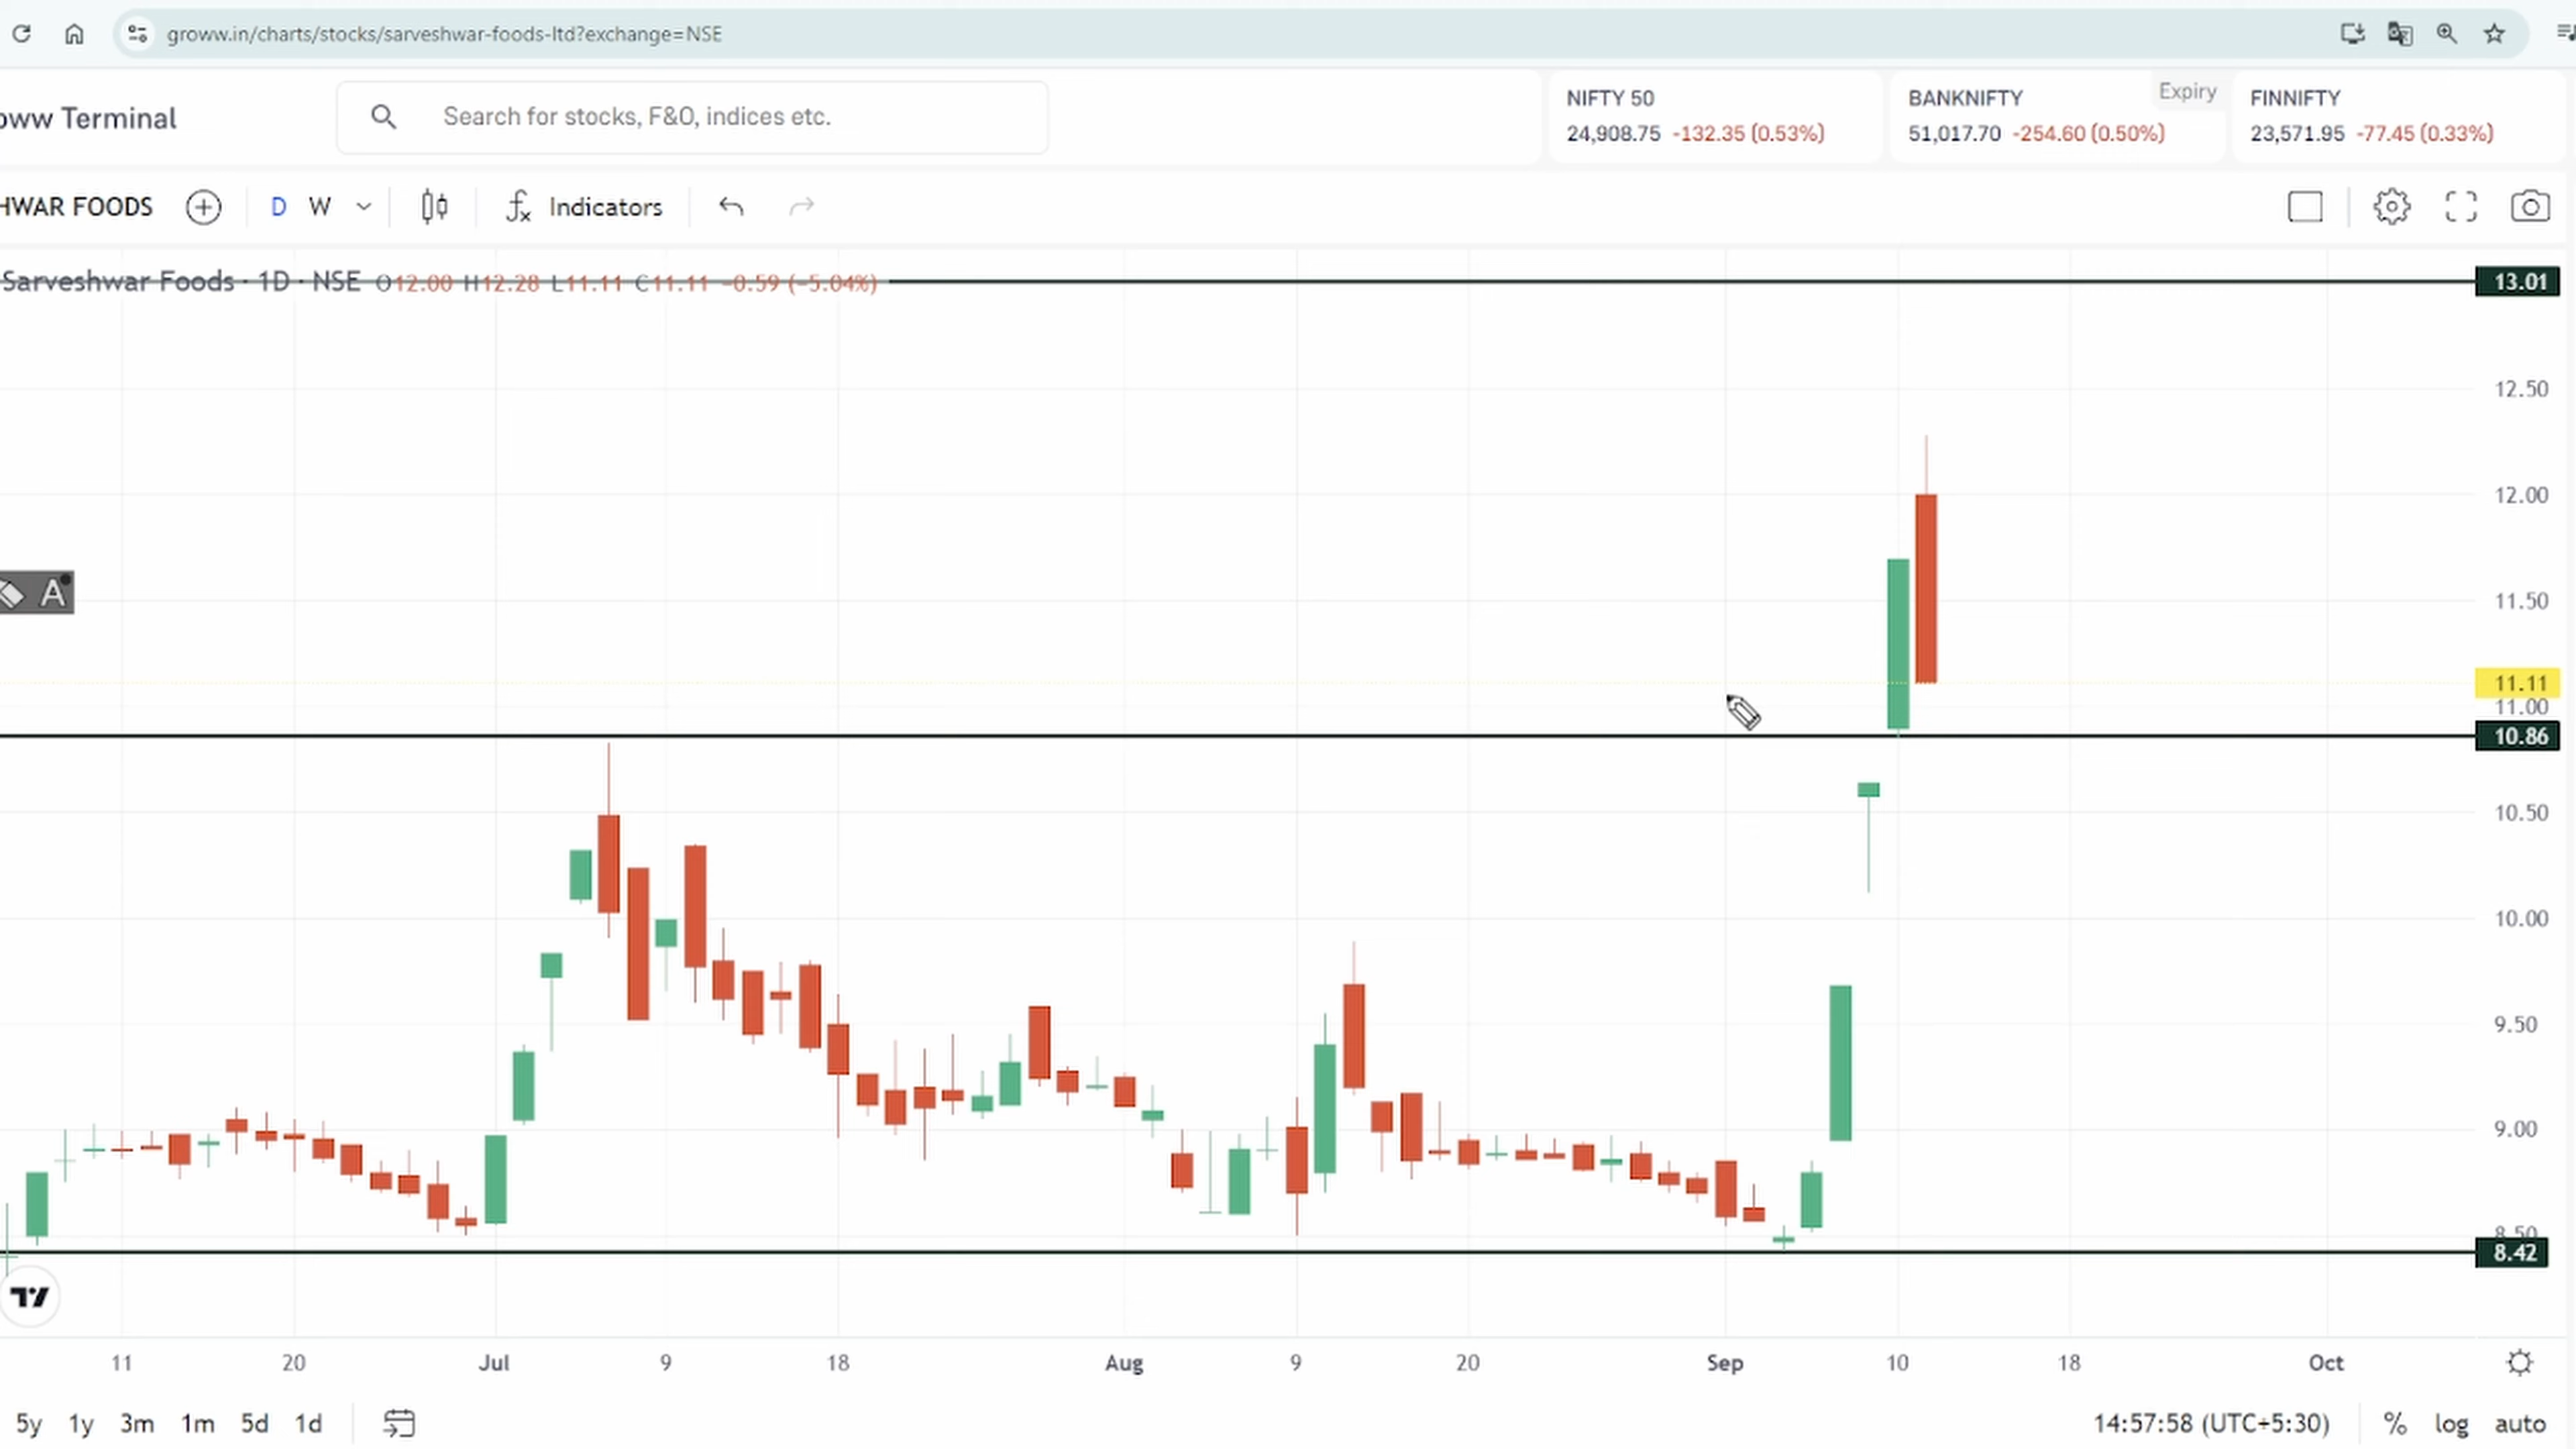 groww.in/charts/stocks/sarveshwar-foods-ltd?exchange=NSE
oww Terminal
Search for stocks, F&O, indices etc.
NIFTY 50
24,908.75 -132.35 (0.53%)
BANKNIFTY Expiry
51,017.70 -254.60 (0.50%)
FINNIFTY
23,571.95 -77.45 (0.33%)
HWAR FOODS D W Indicators
Sarveshwar Foods · 1D · NSE O12.00 H12.28 L11.11 C11.11 -0.59 (-5.04%)
13.01
12.50
12.00
11.50
A
11.11
11.00
10.86
10.50
10.00
9.50
9.00
8.50
8.42
11 20 Jul 9 18 Aug 9 20 Sep 10 18 Oct
5y 1y 3m 1m 5d 1d 14:57:58 (UTC+5:30) % log auto